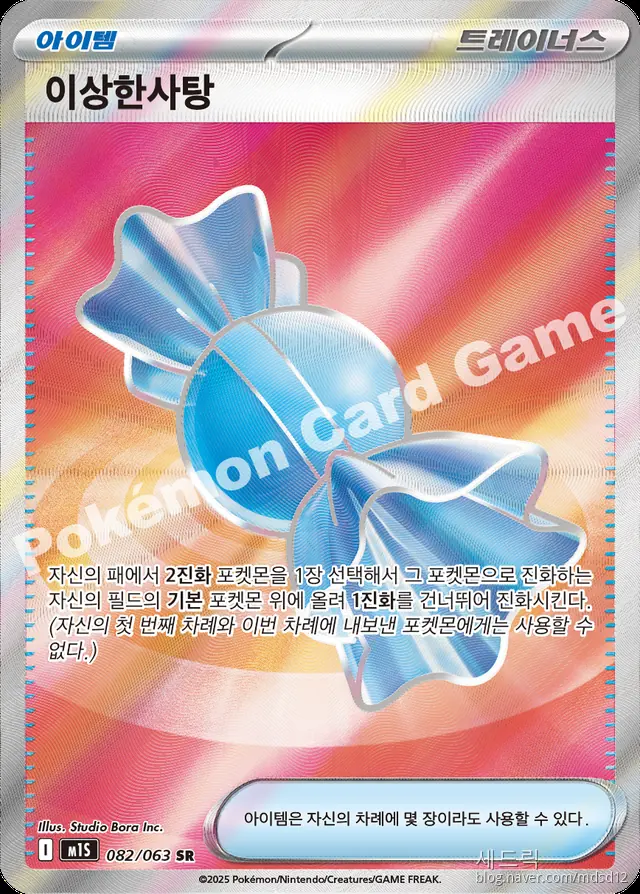 아이템 트레이너스
이상한사탕
Pokémon Card Game
자신의 패에서 2진화 포켓몬을 1장 선택해서 그 포켓몬으로 진화하는
자신의 필드의 기본 포켓몬 위에 올려 1진화를 건너뛰어 진화시킨다.
(자신의 첫 번째 차례와 이번 차례에 내보낸 포켓몬에게는 사용할 수
없다.)
아이템은 자신의 차례에 몇 장이라도 사용할 수 있다.
Illus. Studio Bora Inc.
I M1S 082/063 SR
©2025 Pokémon/Nintendo/Creatures/GAME FREAK.
세드릭
blog.naver.com/mdsd12